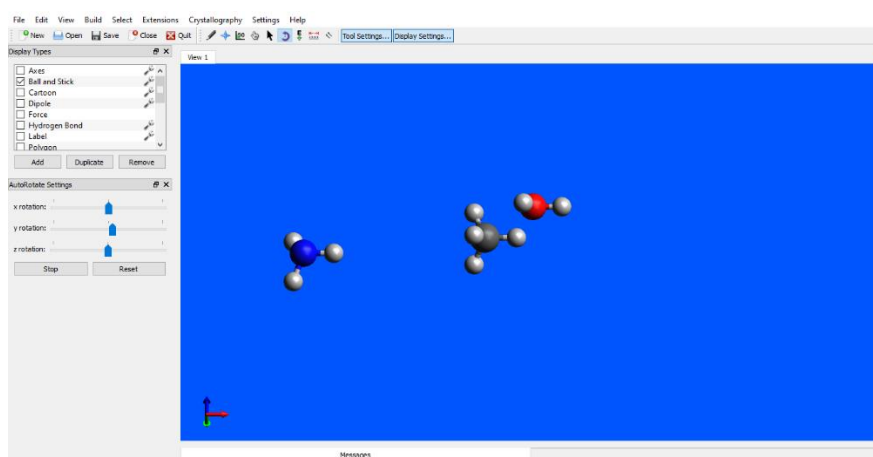 File Edit View Build Select Extensions Crystallography Settings Help
New Open Save Close Quit Tool Settings... Display Settings...
Display Types
View 1
Axes
Ball and Stick
Cartoon
Dipole
Force
Hydrogen Bond
Label
Polygon
Add Duplicate Remove
AutoRotate Settings
x rotation:
y rotation:
z rotation:
Stop Reset
Messages